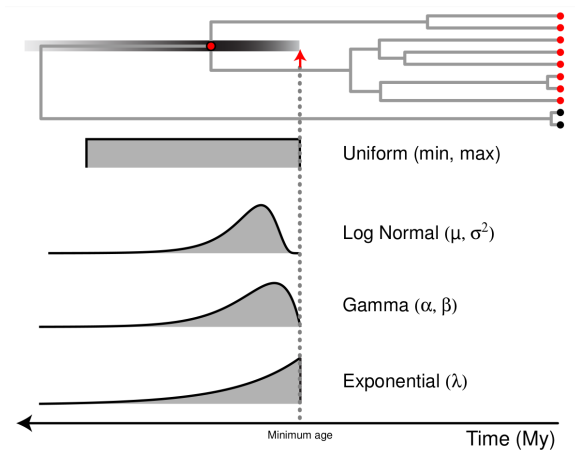 Uniform (min, max)
Log Normal (μ, σ²)
Gamma (α, β)
Exponential (λ)
Minimum age
Time (My)